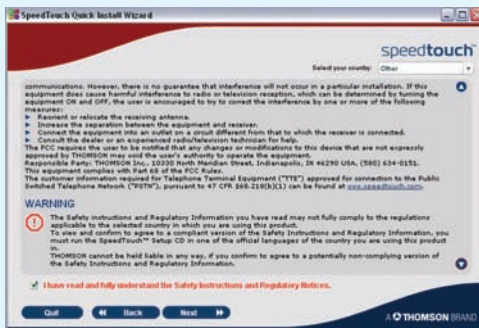 SpeedTouch Quick Install Wizard
speedtouch™
Select your country: Other
communications. However, there is no guarantee that interference will not occur in a particular installation. If this
equipment does cause harmful interference to radio or television reception, which can be determined by turning the
equipment ON and OFF, the user is encouraged to try to correct the interference by one or more of the following
measures:
Reorient or relocate the receiving antenna.
Increase the separation between the equipment and receiver.
Connect the equipment into an outlet on a circuit different from that to which the receiver is connected.
Consult the dealer or an experienced radio/television technician for help.
The FCC requires the user to be notified that any changes or modifications to this device that are not expressly
approved by THOMSON may void the user's authority to operate the equipment.
Responsible Party: THOMSON Inc., 10330 North Meridian Street, Indianapolis, IN 46290 USA, (580) 634-0151.
This equipment complies with Part 68 of the FCC Rules.
The customer information required for Telephone Terminal Equipment ("TTE") approved for connection to the Public
Switched Telephone Network ("PSTN"), pursuant to 47 CFR §68.218(b)(1) can be found at www.speedtouch.com.
WARNING
The Safety instructions and Regulatory Information you have read may not fully comply to the regulations
applicable to the selected country in which you are using this product.
To view and confirm to agree to a compliant version of the Safety Instructions and Regulatory Information, you
must run the SpeedTouch™ Setup CD in one of the official languages of the country you are using this product
in.
THOMSON cannot be held liable in any way, if you confirm to agree to a potentially non-complying version of
the Safety Instructions and Regulatory Information.
I have read and fully understand the Safety Instructions and Regulatory Notices.
Quit Back Next
A THOMSON BRAND